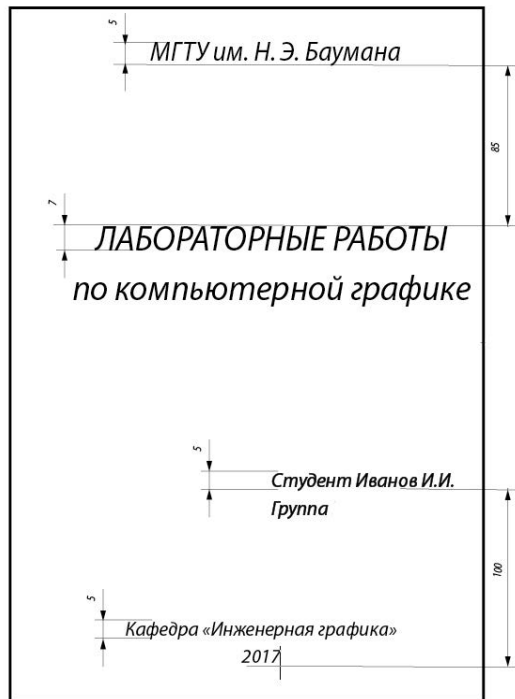 5
МГТУ им. Н. Э. Баумана
85
7
ЛАБОРАТОРНЫЕ РАБОТЫ
по компьютерной графике
5
Студент Иванов И.И.
Группа
100
5
Кафедра «Инженерная графика»
2017